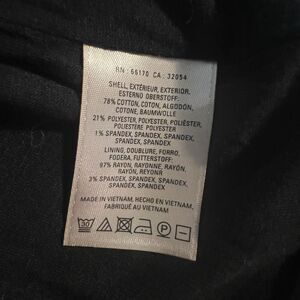 RN : 66170 CA : 32054
SHELL, EXTÉRIEUR, EXTERIOR,
ESTERNO OBERSTOFF:
78% COTTON, COTON, ALGODÓN,
COTONE, BAUMWOLLE
21% POLYESTER, POLYESTER, POLIÉSTER,
POLIESTERE POLYESTER
1% SPANDEX, SPANDEX, SPANDEX,
SPANDEX SPANDEX
LINING, DOUBLURE, FORRO,
FODERA, FUTTERSTOFF:
97% RAYON, RAYONNE, RAYÓN,
RAYON, REYONR
3% SPANDEX, SPANDEX, SPANDEX,
SPANDEX, SPANDEX
MADE IN VIETNAM, HECHO EN VIETNAM,
FABRIQUÉ AU VIETNAM